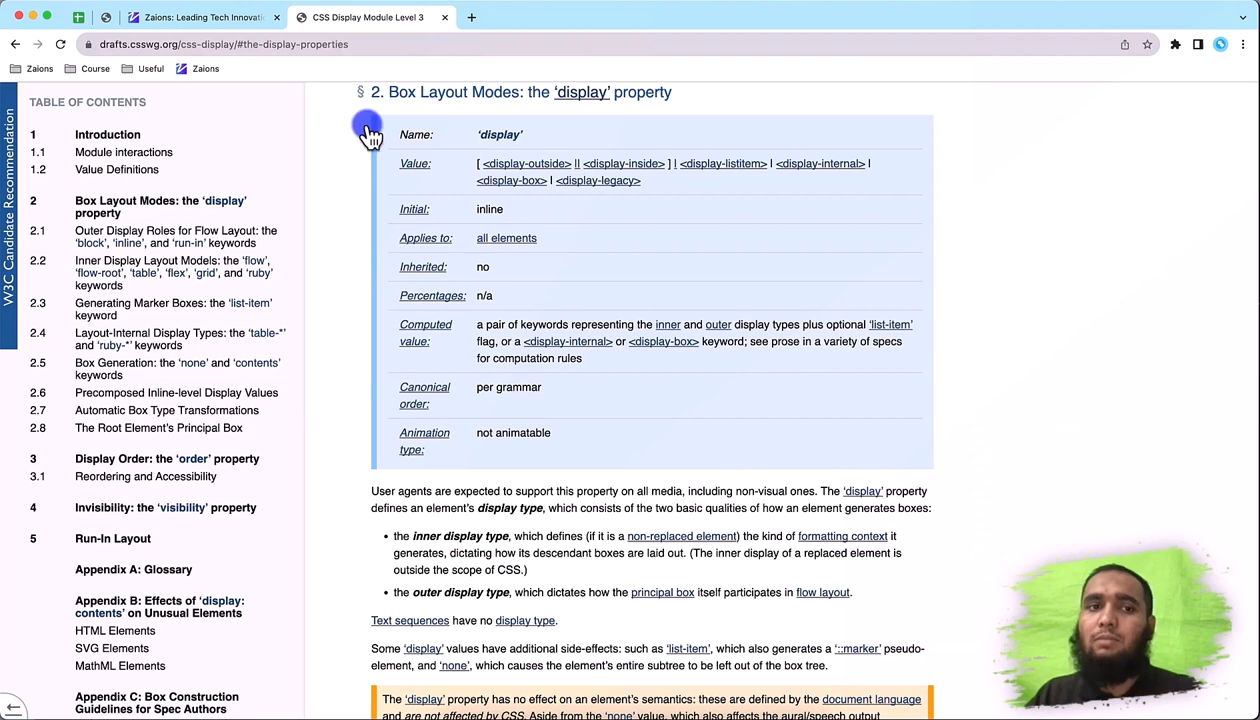 Zaions: Leading Tech Innovati
CSS Display Module Level 3
drafts.csswg.org/css-display/#the-display-properties
Zaions
Course
Useful
Zaions
W3C Candidate Recommendation
TABLE OF CONTENTS
1 Introduction
1.1 Module interactions
1.2 Value Definitions
2 Box Layout Modes: the ‘display’
property
2.1 Outer Display Roles for Flow Layout: the
‘block’, ‘inline’, and ‘run-in’ keywords
2.2 Inner Display Layout Models: the ‘flow’,
‘flow-root’, ‘table’, ‘flex’, ‘grid’, and ‘ruby’
keywords
2.3 Generating Marker Boxes: the ‘list-item’
keyword
2.4 Layout-Internal Display Types: the ‘table-*’
and ‘ruby-*’ keywords
2.5 Box Generation: the ‘none’ and ‘contents’
keywords
2.6 Precomposed Inline-level Display Values
2.7 Automatic Box Type Transformations
2.8 The Root Element’s Principal Box
3 Display Order: the ‘order’ property
3.1 Reordering and Accessibility
4 Invisibility: the ‘visibility’ property
5 Run-In Layout
Appendix A: Glossary
Appendix B: Effects of ‘display:
contents’ on Unusual Elements
HTML Elements
SVG Elements
MathML Elements
Appendix C: Box Construction
Guidelines for Spec Authors
§ 2. Box Layout Modes: the ‘display’ property
Name: ‘display’
Value: [ <display-outside> || <display-inside> ] | <display-listitem> | <display-internal> |
<display-box> | <display-legacy>
Initial: inline
Applies to: all elements
Inherited: no
Percentages: n/a
Computed a pair of keywords representing the inner and outer display types plus optional ‘list-item’
value: flag, or a <display-internal> or <display-box> keyword; see prose in a variety of specs
for computation rules
Canonical per grammar
order:
Animation not animatable
type:
User agents are expected to support this property on all media, including non-visual ones. The ‘display’ property
defines an element’s display type, which consists of the two basic qualities of how an element generates boxes:
• the inner display type, which defines (if it is a non-replaced element) the kind of formatting context it
generates, dictating how its descendant boxes are laid out. (The inner display of a replaced element is
outside the scope of CSS.)
• the outer display type, which dictates how the principal box itself participates in flow layout.
Text sequences have no display type.
Some ‘display’ values have additional side-effects: such as ‘list-item’, which also generates a ‘::marker’ pseudo-
element, and ‘none’, which causes the element’s entire subtree to be left out of the box tree.
The ‘display’ property has no effect on an element’s semantics: these are defined by the document language
and are not affected by CSS. Aside from the ‘none’ value, which also affects the aural/speech output